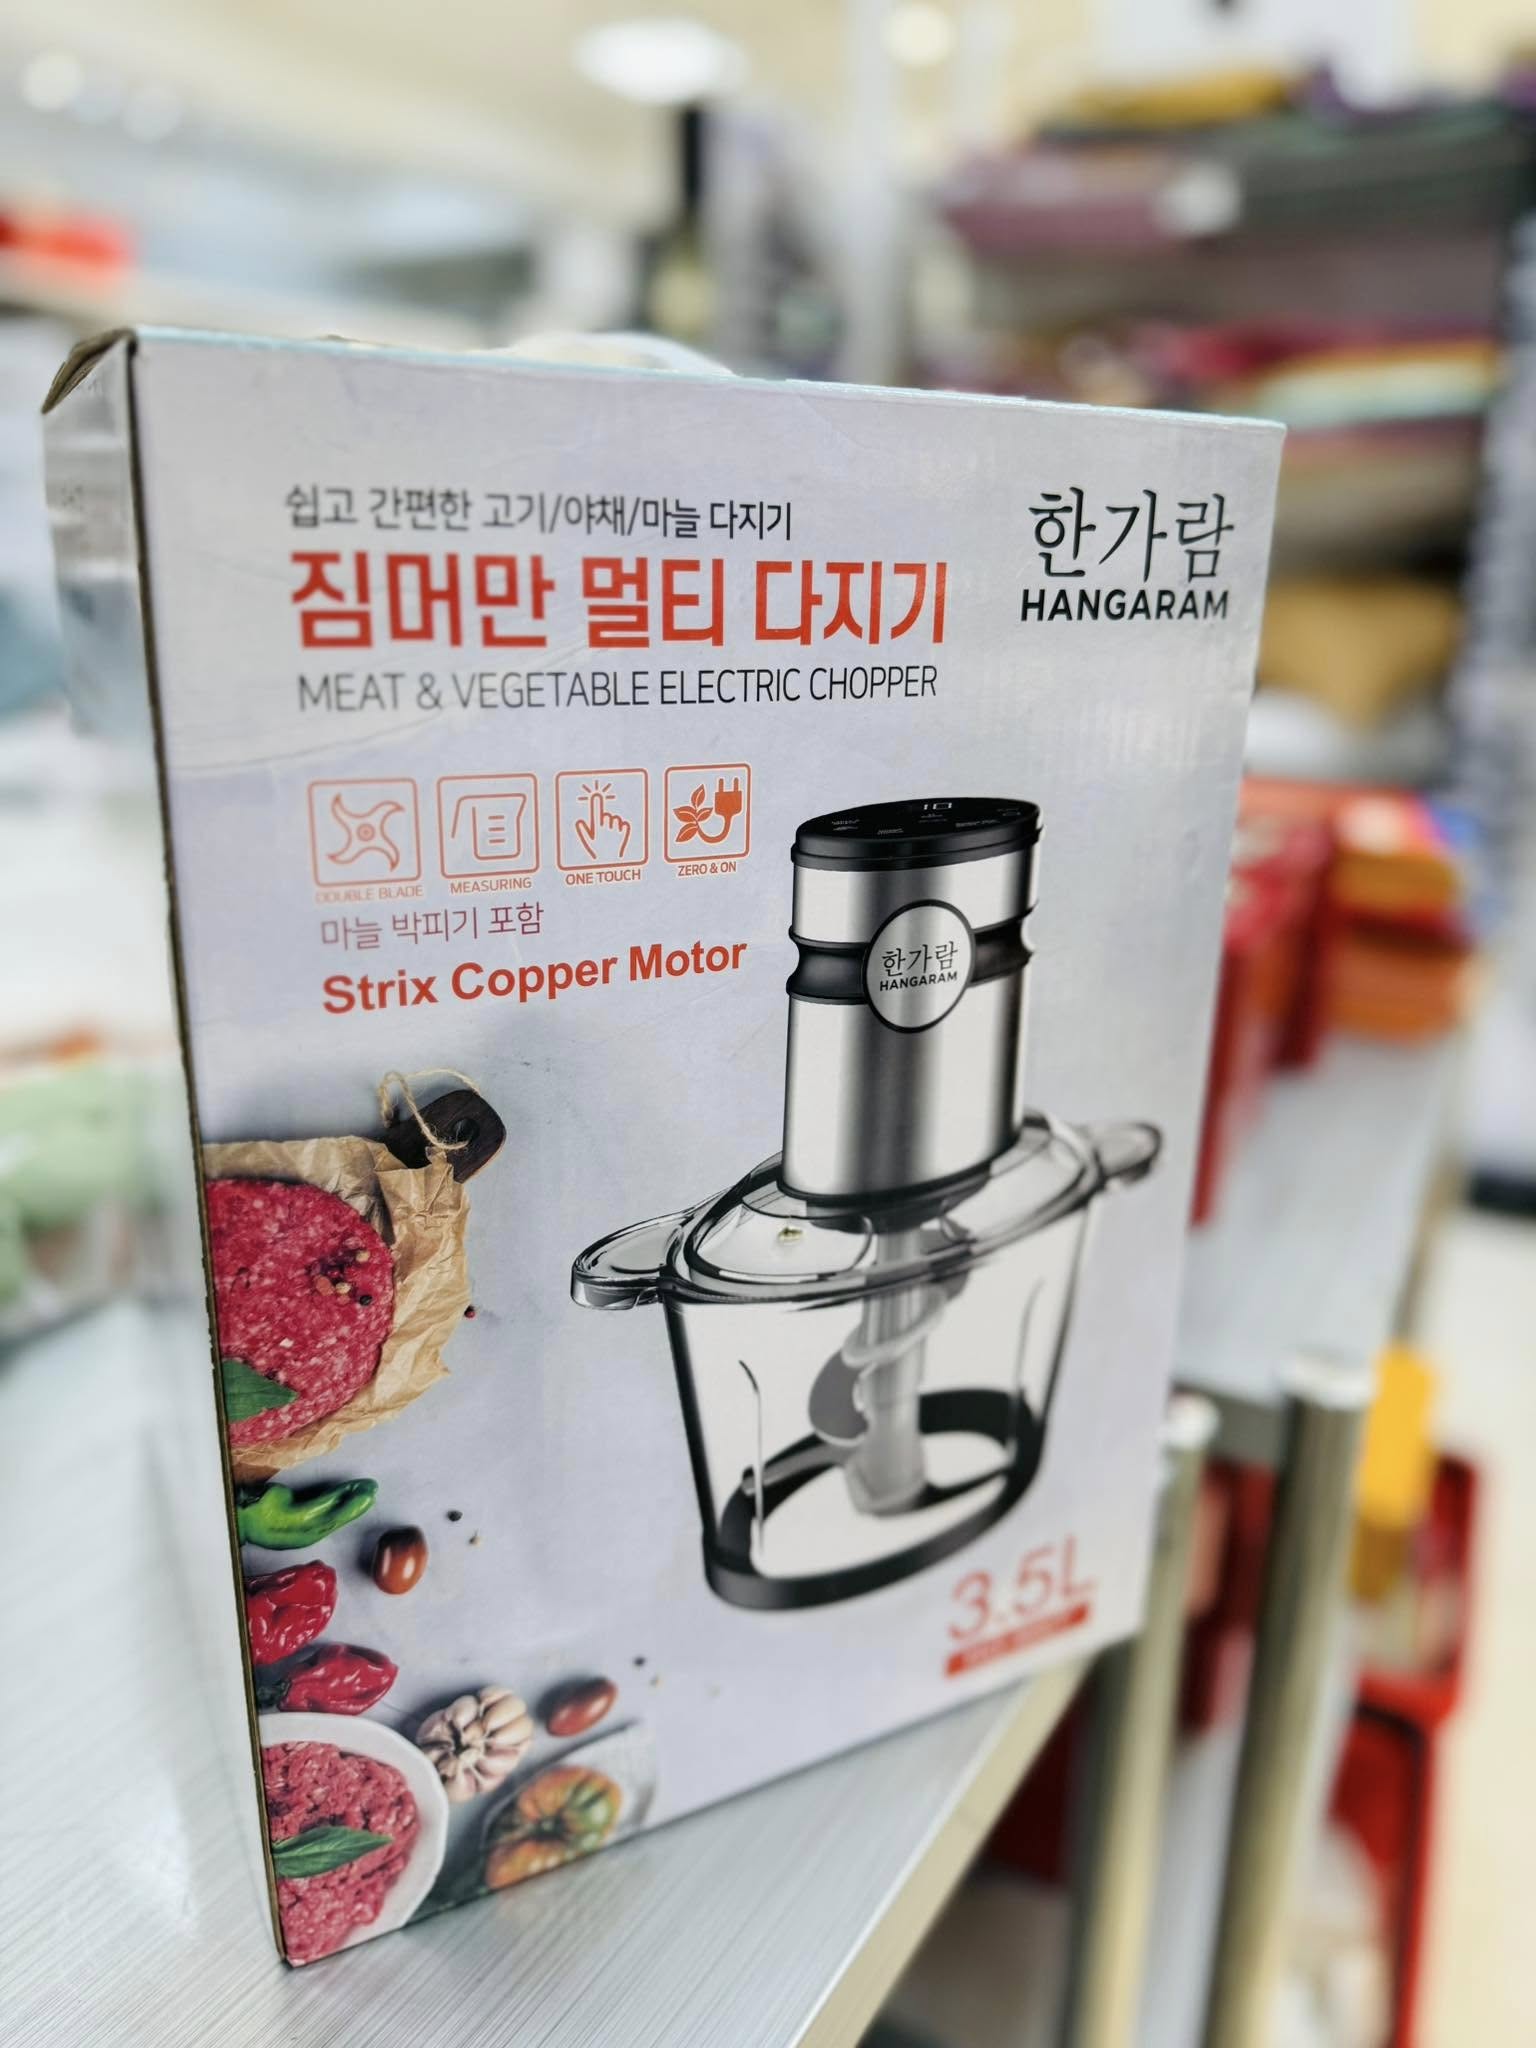 쉽고 간편한 고기/야채/마늘 다지기
짐머만 멀티 다지기
MEAT & VEGETABLE ELECTRIC CHOPPER
한가람
HANGARAM
DOUBLE BLADE
MEASURING
ONE TOUCH
ZERO & ON
마늘 박피기 포함
Strix Copper Motor
한가람
HANGARAM
3.5L